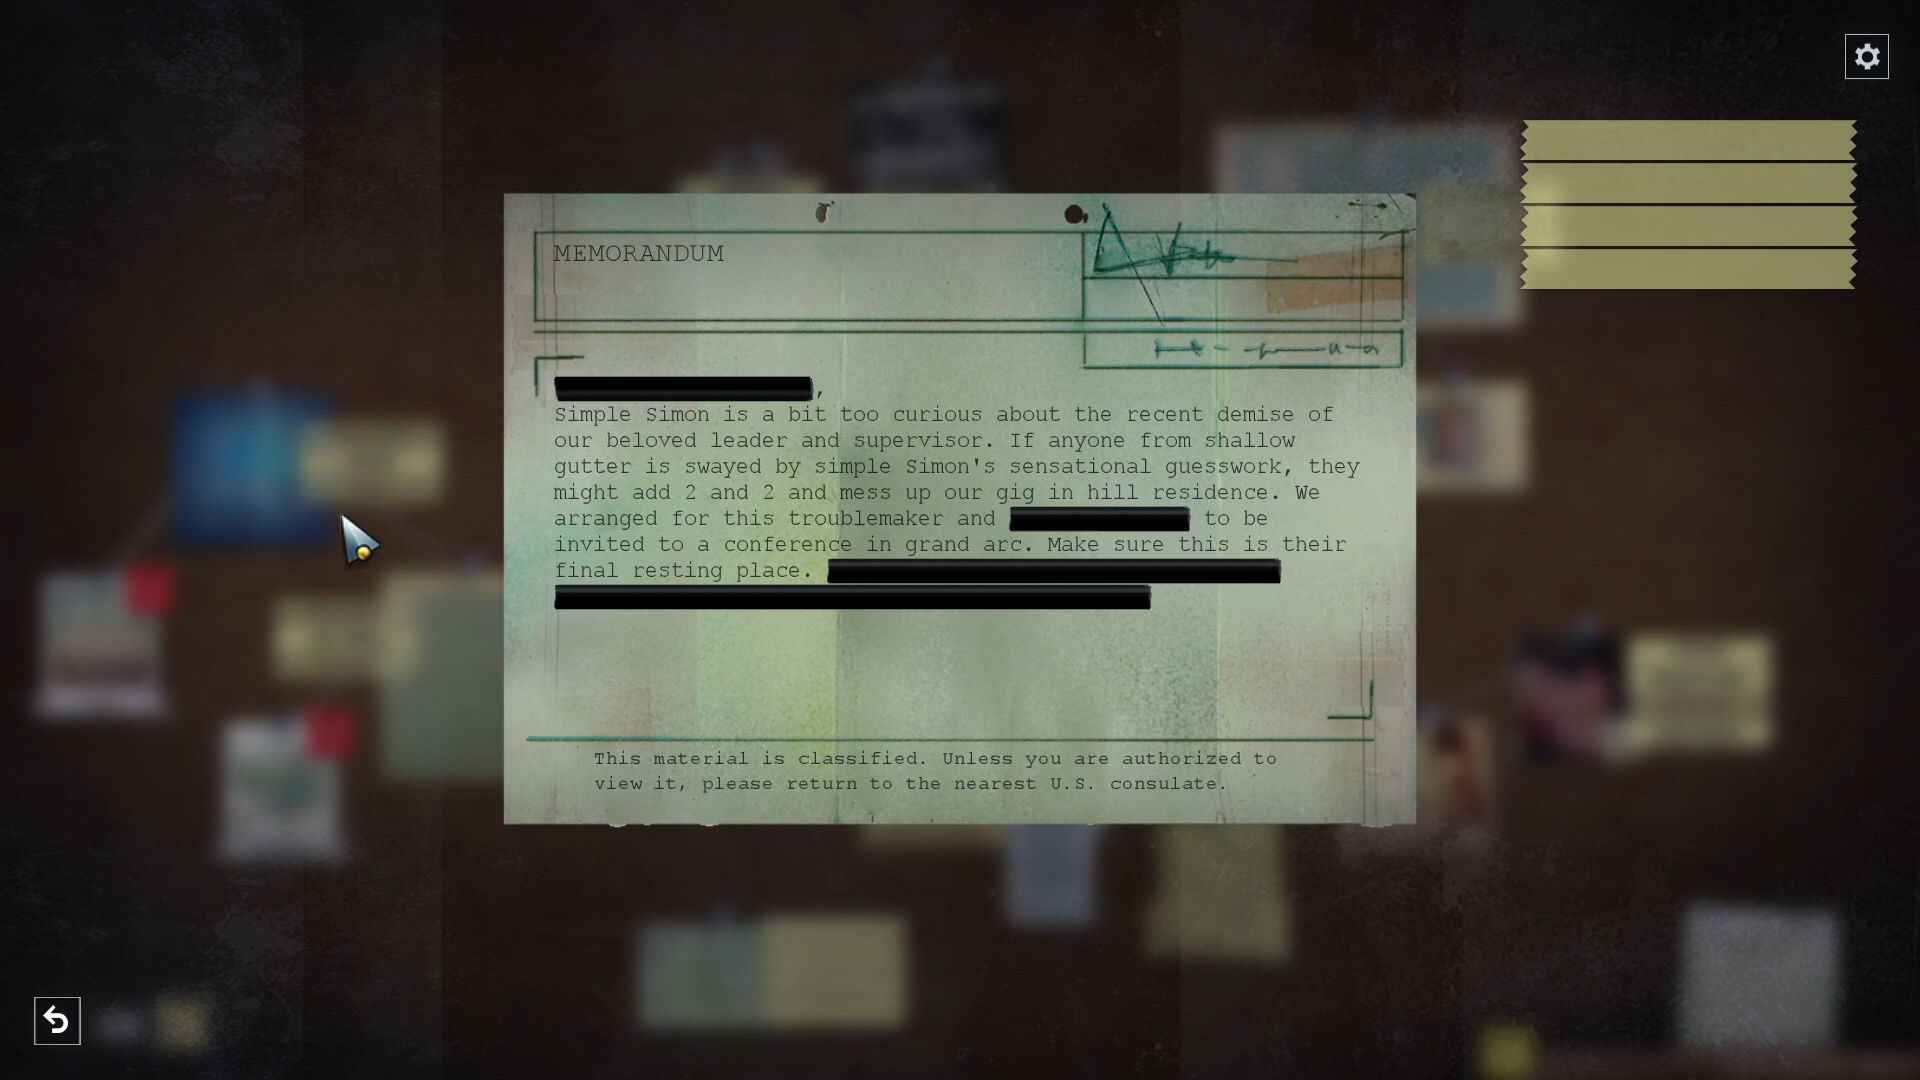 MEMORANDUM
,
Simple Simon is a bit too curious about the recent demise of
our beloved leader and supervisor. If anyone from shallow
gutter is swayed by simple Simon's sensational guesswork, they
might add 2 and 2 and mess up our gig in hill residence. We
arranged for this troublemaker and to be
invited to a conference in grand arc. Make sure this is their
final resting place.
This material is classified. Unless you are authorized to
view it, please return to the nearest U.S. consulate.